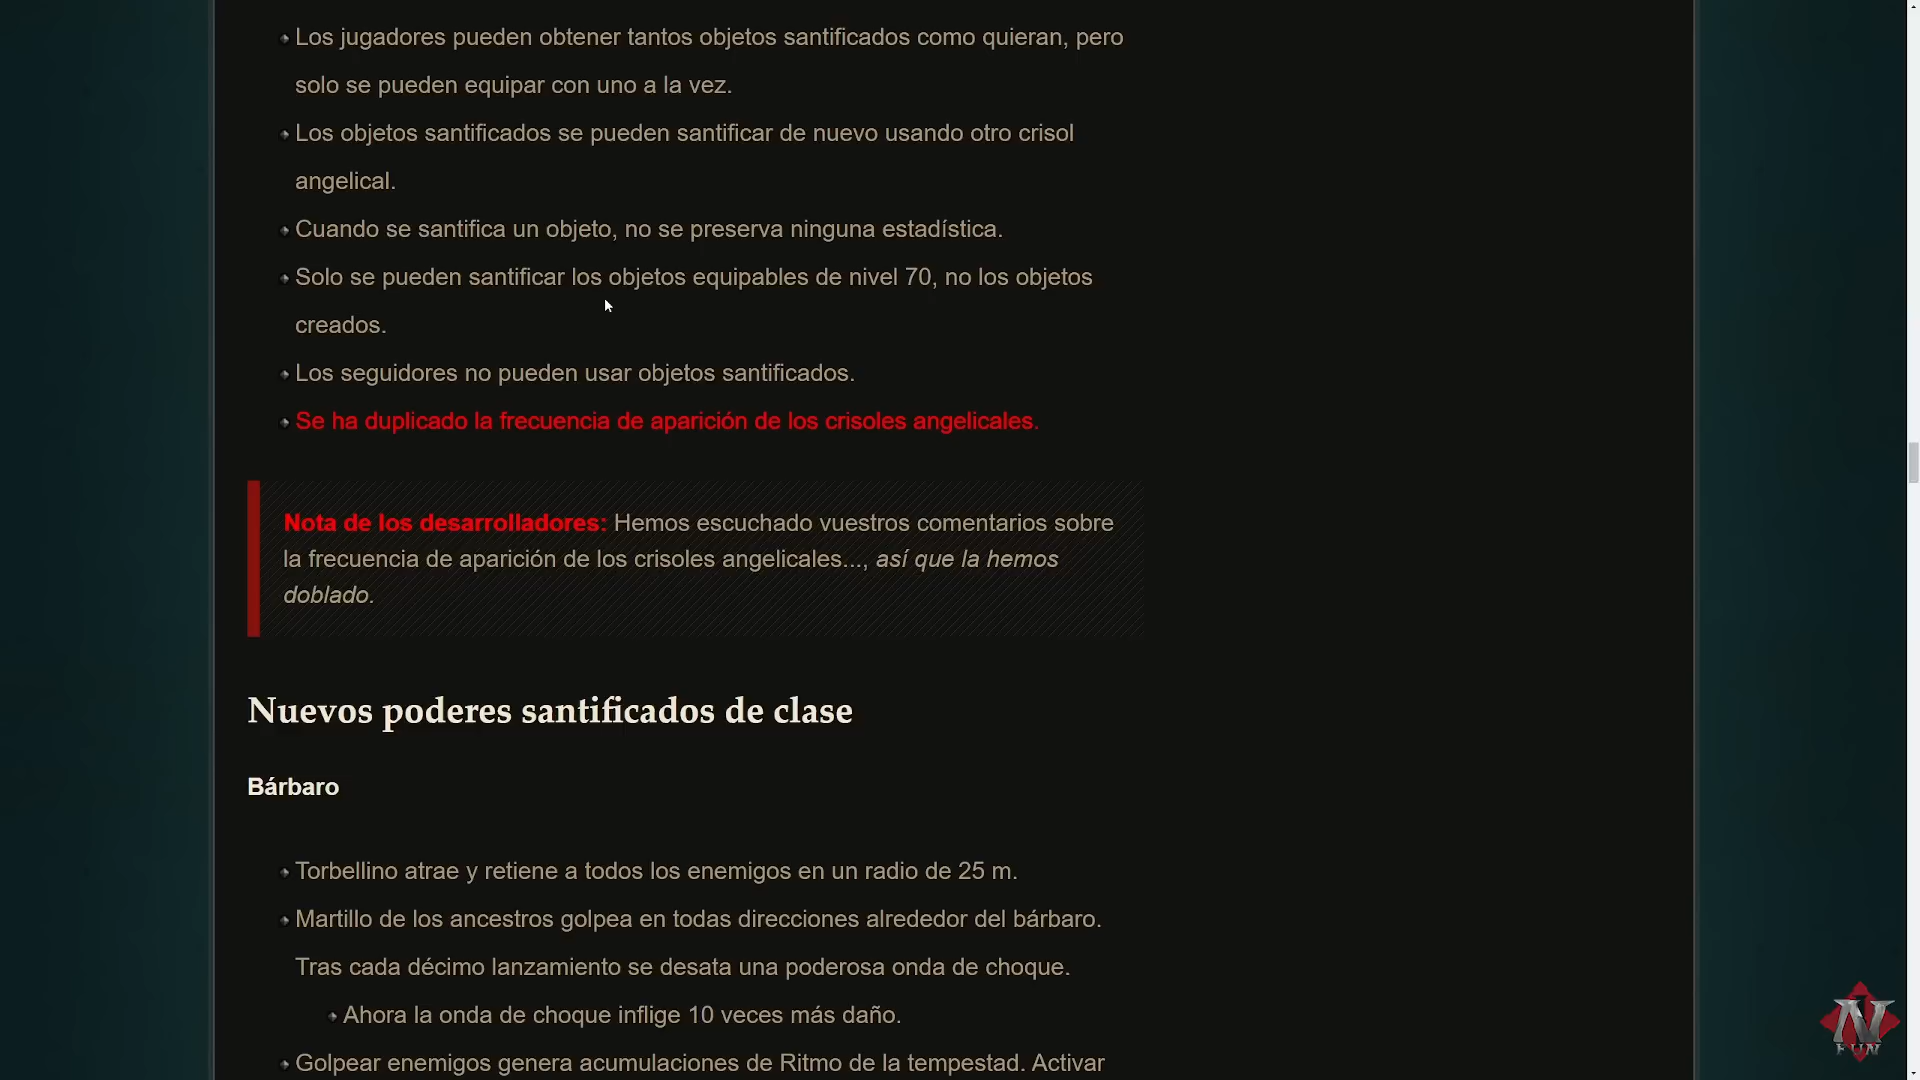 Los jugadores pueden obtener tantos objetos santificados como quieran, pero
solo se pueden equipar con uno a la vez.
Los objetos santificados se pueden santificar de nuevo usando otro crisol
angelical.
Cuando se santifica un objeto, no se preserva ninguna estadística.
Solo se pueden santificar los objetos equipables de nivel 70, no los objetos
creados.
Los seguidores no pueden usar objetos santificados.
Se ha duplicado la frecuencia de aparición de los crisoles angelicales.
Nota de los desarrolladores: Hemos escuchado vuestros comentarios sobre
la frecuencia de aparición de los crisoles angelicales..., así que la hemos
doblado.
Nuevos poderes santificados de clase
Bárbaro
Torbellino atrae y retiene a todos los enemigos en un radio de 25 m.
Martillo de los ancestros golpea en todas direcciones alrededor del bárbaro.
Tras cada décimo lanzamiento se desata una poderosa onda de choque.
Ahora la onda de choque inflige 10 veces más daño.
Golpear enemigos genera acumulaciones de Ritmo de la tempestad. Activar
N
FUN